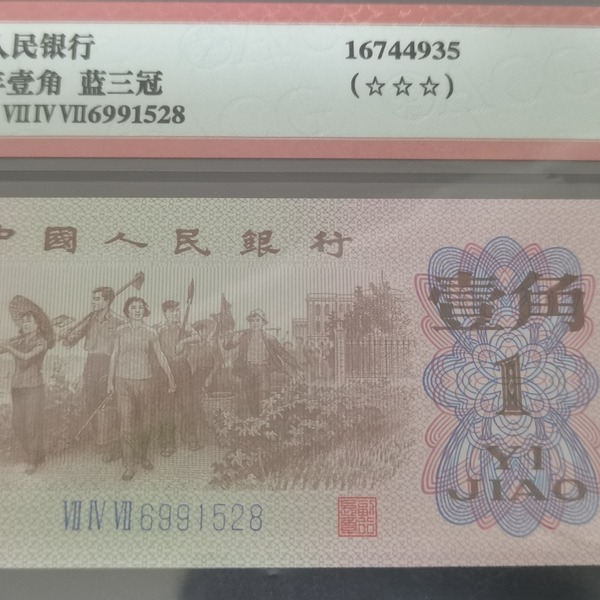 人民银行
16744935
年壹角 蓝三冠
(☆☆☆)
VII IV VII6991528
中國人民銀行
壹角
1
YI
JIAO
VII IV VII 6991528